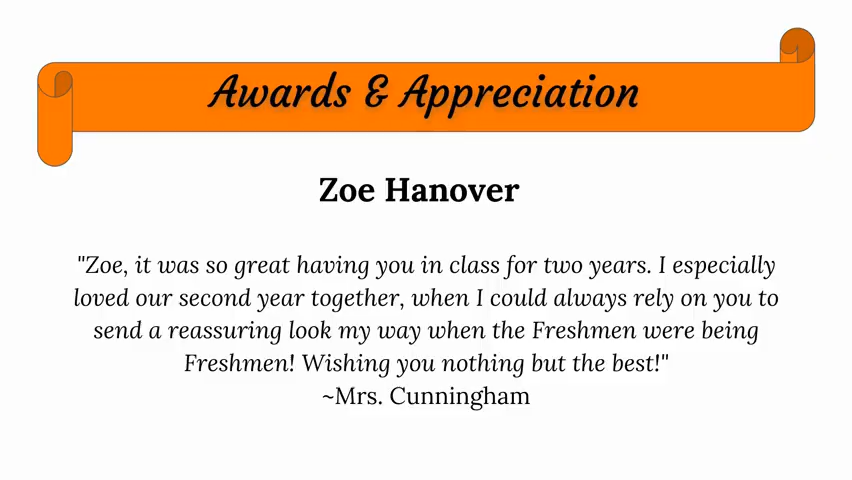 Awards & Appreciation
Zoe Hanover
"Zoe, it was so great having you in class for two years. I especially
loved our second year together, when I could always rely on you to
send a reassuring look my way when the Freshmen were being
Freshmen! Wishing you nothing but the best!"
~Mrs. Cunningham